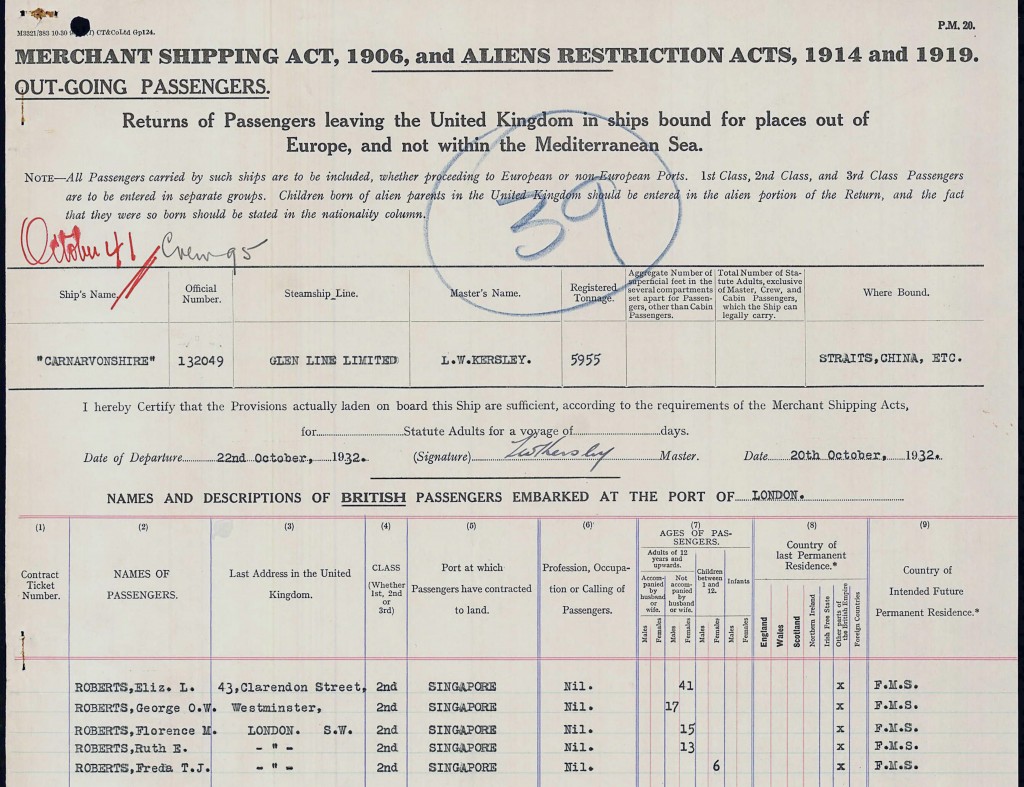 M3321/383 10-30 CT&CoLtd Gp124.
P.M. 20.
MERCHANT SHIPPING ACT, 1906, and ALIENS RESTRICTION ACTS, 1914 and 1919.
OUT-GOING PASSENGERS.
Returns of Passengers leaving the United Kingdom in ships bound for places out of
Europe, and not within the Mediterranean Sea.
NOTE—All Passengers carried by such ships are to be included, whether proceeding to European or non-European Ports. 1st Class, 2nd Class, and 3rd Class Passengers
are to be entered in separate groups. Children born of alien parents in the United Kingdom should be entered in the alien portion of the Return, and the fact
that they were so born should be stated in the nationality column.
39
October 41 Crew 95
Ship's Name. Official Number. Steamship Line. Master's Name. Registered Tonnage. Aggregate Number of superficial feet in the several compartments set apart for Passengers, other than Cabin Passengers. Total Number of Statute Adults, exclusive of Master, Crew, and Cabin Passengers, which the Ship can legally carry. Where Bound.
"CARNARVONSHIRE" 132049 GLEN LINE LIMITED L.W.KERSLEY. 5955 STRAITS,CHINA, ETC.
I hereby Certify that the Provisions actually laden on board this Ship are sufficient, according to the requirements of the Merchant Shipping Acts,
for Statute Adults for a voyage of days.
Date of Departure 22nd October, 1932. (Signature) LWKersley Master. Date 20th October, 1932.
NAMES AND DESCRIPTIONS OF BRITISH PASSENGERS EMBARKED AT THE PORT OF LONDON.
(1) (2) (3) (4) (5) (6) (7) (8) (9)
Contract Ticket Number.
NAMES OF PASSENGERS.
Last Address in the United Kingdom.
CLASS (Whether 1st, 2nd or 3rd)
Port at which Passengers have contracted to land.
Profession, Occupation or Calling of Passengers.
AGES OF PASSENGERS.
Adults of 12 years and upwards.
Accompanied by husband or wife.
Not accompanied by husband or wife.
Children between 1 and 12.
Infants
Males Females Males Females Males Females Males Females
Country of last Permanent Residence.*
England Wales Scotland Northern Ireland Irish Free State Other parts of the British Empire Foreign Countries
Country of Intended Future Permanent Residence.*
ROBERTS,Eliz. L. 43,Clarendon Street, 2nd SINGAPORE Nil. 41 x F.M.S.
ROBERTS,George O.W. Westminster, 2nd SINGAPORE Nil. 17 x F.M.S.
ROBERTS,Florence M. LONDON. S.W. 2nd SINGAPORE Nil. 15 x F.M.S.
ROBERTS,Ruth E. - " - 2nd SINGAPORE Nil. 13 x F.M.S.
ROBERTS,Freda T.J. - " - 2nd SINGAPORE Nil. 6 x F.M.S.